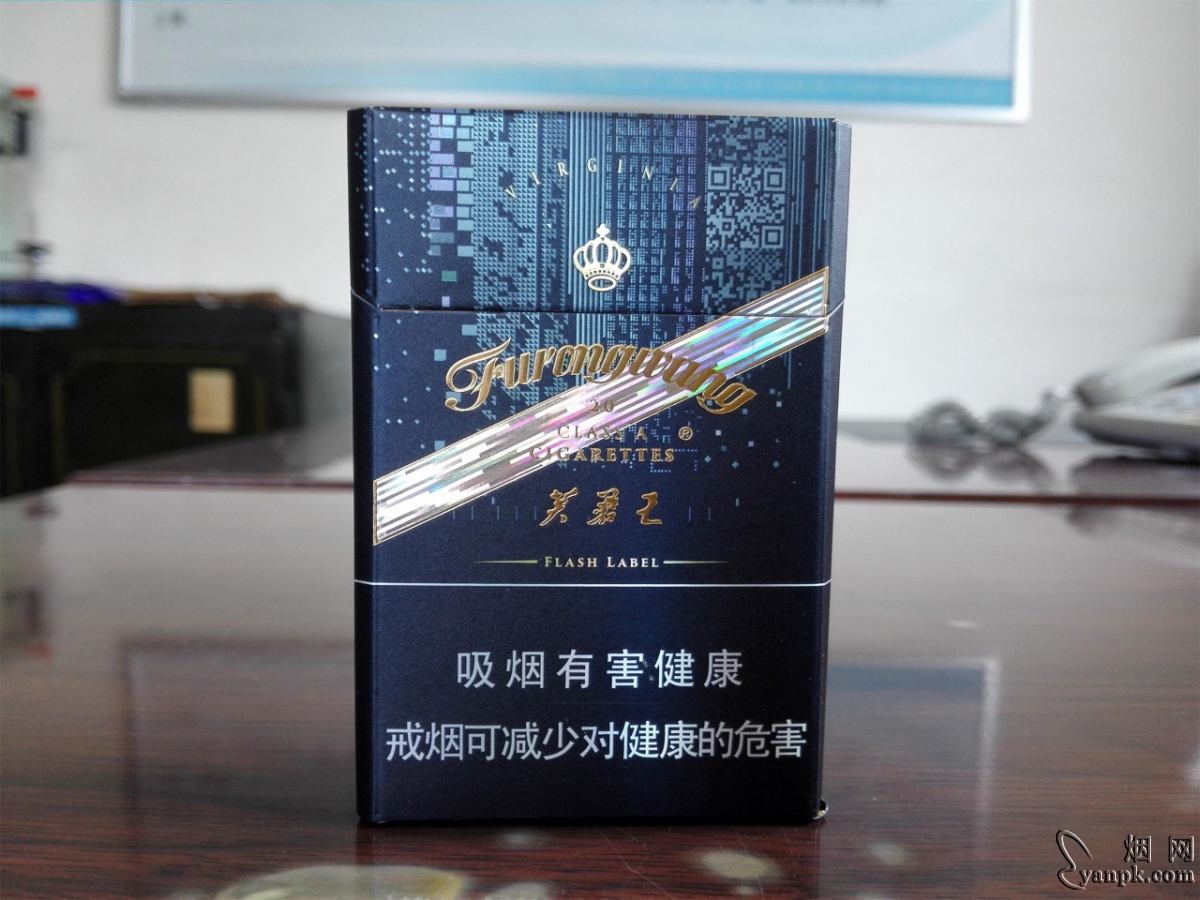 VIRGINIA
Furongwang
20
CLASS A ®
CIGARETTES
芙蓉王
FLASH LABEL
吸烟有害健康
戒烟可减少对健康的危害
烟网
yanpk.com